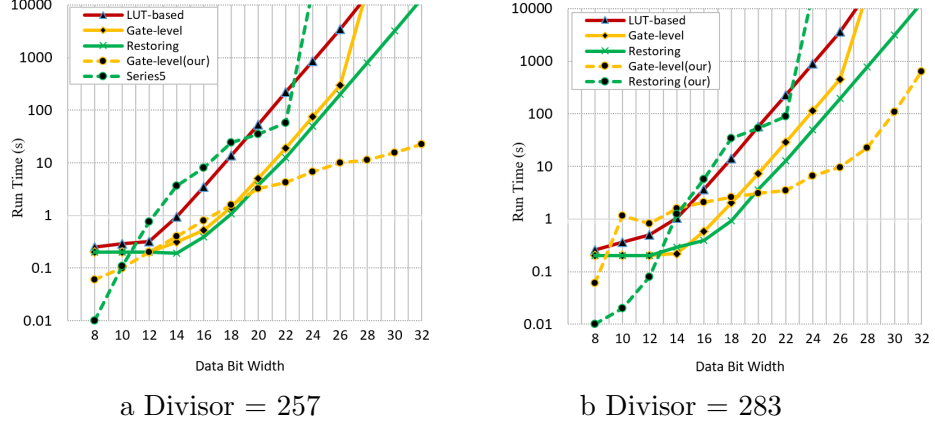 10000
1000
100
10
1
0.1
0.01
Run Time (s)
LUT-based
Gate-level
Restoring
Gate-level(our)
Series5
8 10 12 14 16 18 20 22 24 26 28 30 32
Data Bit Width
a Divisor = 257
10000
1000
100
10
1
0.1
0.01
Run Time (s)
LUT-based
Gate-level
Restoring
Gate-level(our)
Restoring (our)
8 10 12 14 16 18 20 22 24 26 28 30 32
Data Bit Width
b Divisor = 283